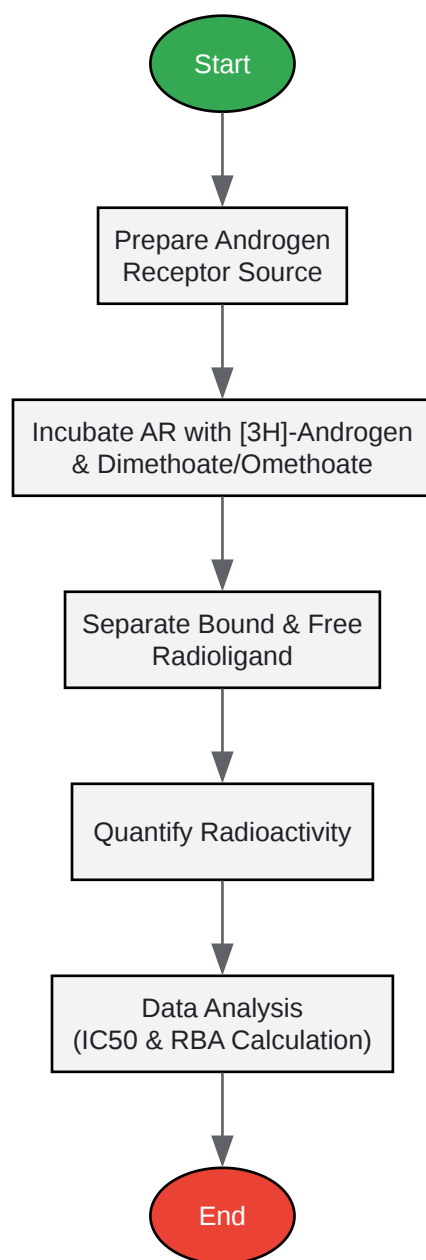 Start
Prepare Androgen
Receptor Source
Incubate AR with [3H]-Androgen
& Dimethoate/Omethoate
Separate Bound & Free
Radioligand
Quantify Radioactivity
Data Analysis
(IC50 & RBA Calculation)
End